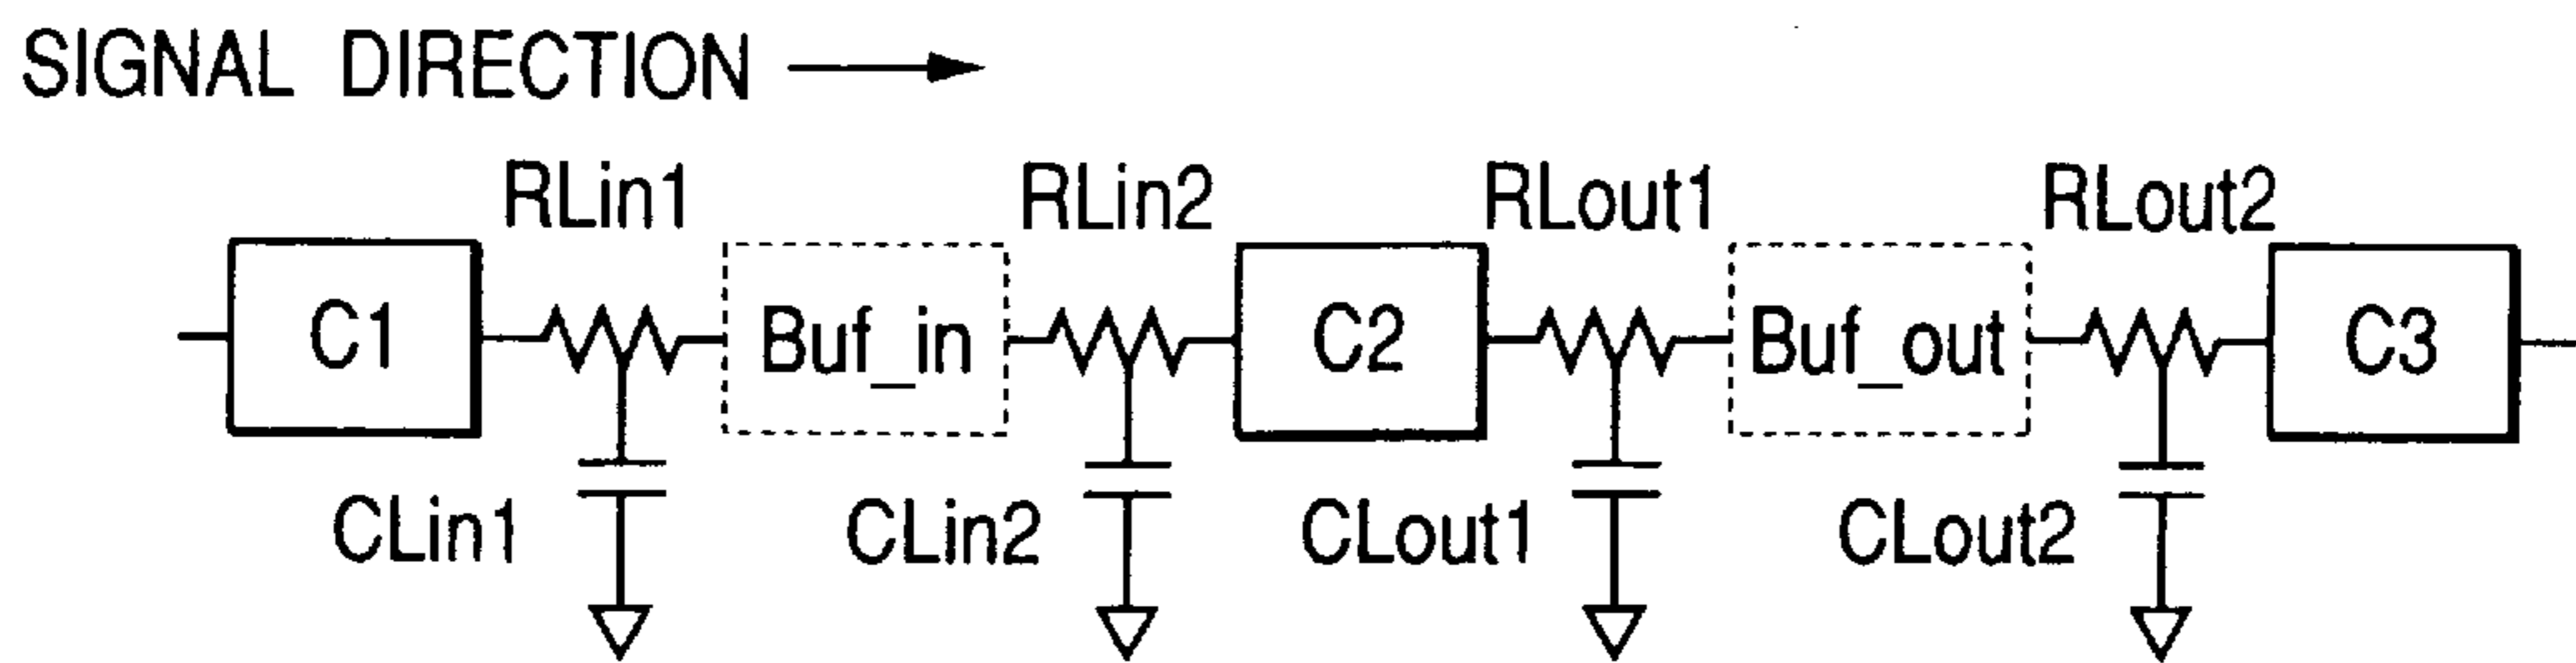 SIGNAL DIRECTION
RLin1 RLin2 RLout1 RLout2
C1 Buf_in C2 Buf_out C3
CLin1 CLin2 CLout1 CLout2